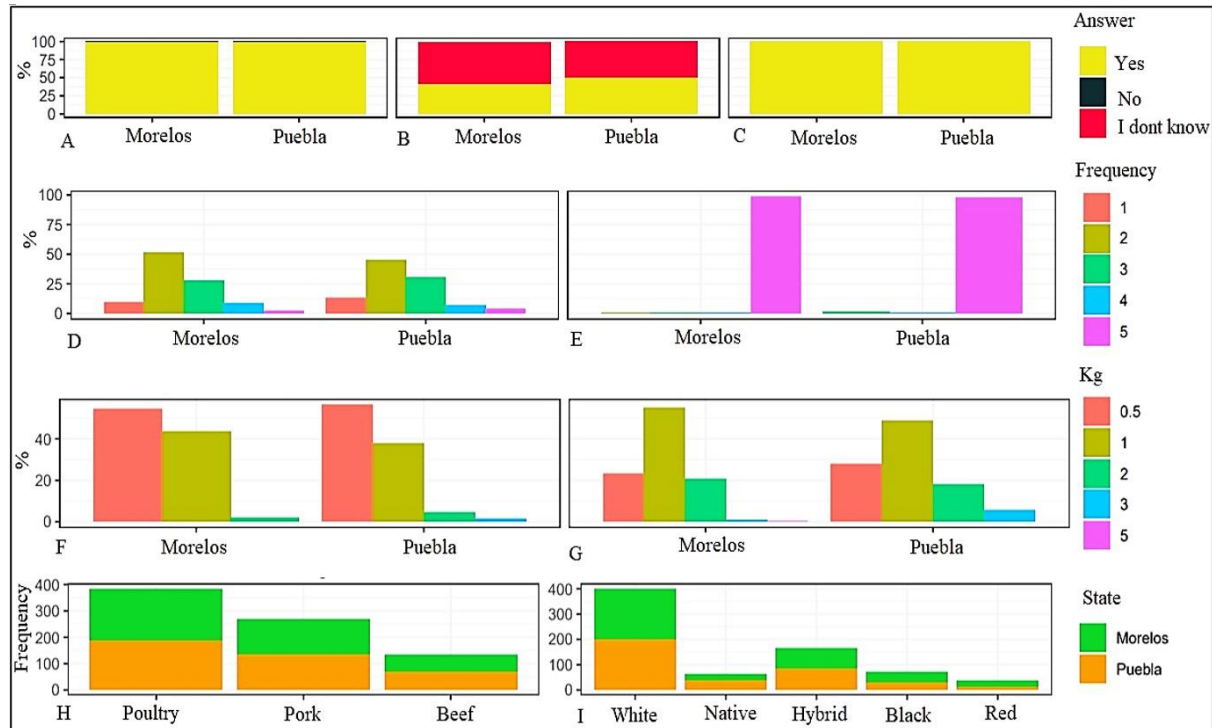 Answer
100
75
50
25
0
%
Morelos
Puebla
A
Morelos
Puebla
B
Morelos
Puebla
C
Yes
No
I dont know
100
75
50
25
0
%
Morelos
Puebla
D
Morelos
Puebla
E
Frequency
1
2
3
4
5
40
20
0
%
Morelos
Puebla
F
Morelos
Puebla
G
Kg
0.5
1
2
3
5
400
300
200
100
0
Frequency
H
Poultry
Pork
Beef
400
300
200
100
0
I
White
Native
Hybrid
Black
Red
State
Morelos
Puebla